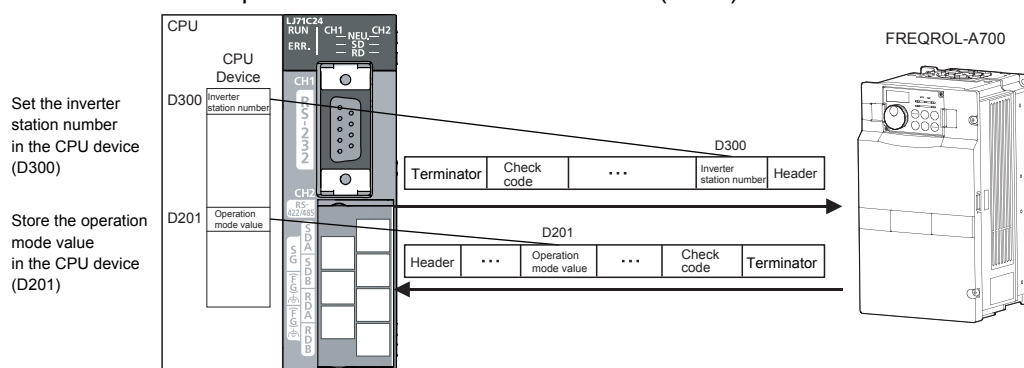 CPU
CPU
Device
D300
Inverter
station number
D201
Operation
mode value
Set the inverter
station number
in the CPU device
(D300)
Store the operation
mode value
in the CPU device
(D201)
LJ71C24
RUN
ERR.
CH1 NEU. CH2
SD
RD
CH1
RS-232
CH2
RS-
422/485
SDA
SG
SDB
FG
RDA
FG
RDB
D300
Terminator
Check
code
...
Inverter
station number
Header
D201
Header
...
Operation
mode value
...
Check
code
Terminator
FREQROL-A700